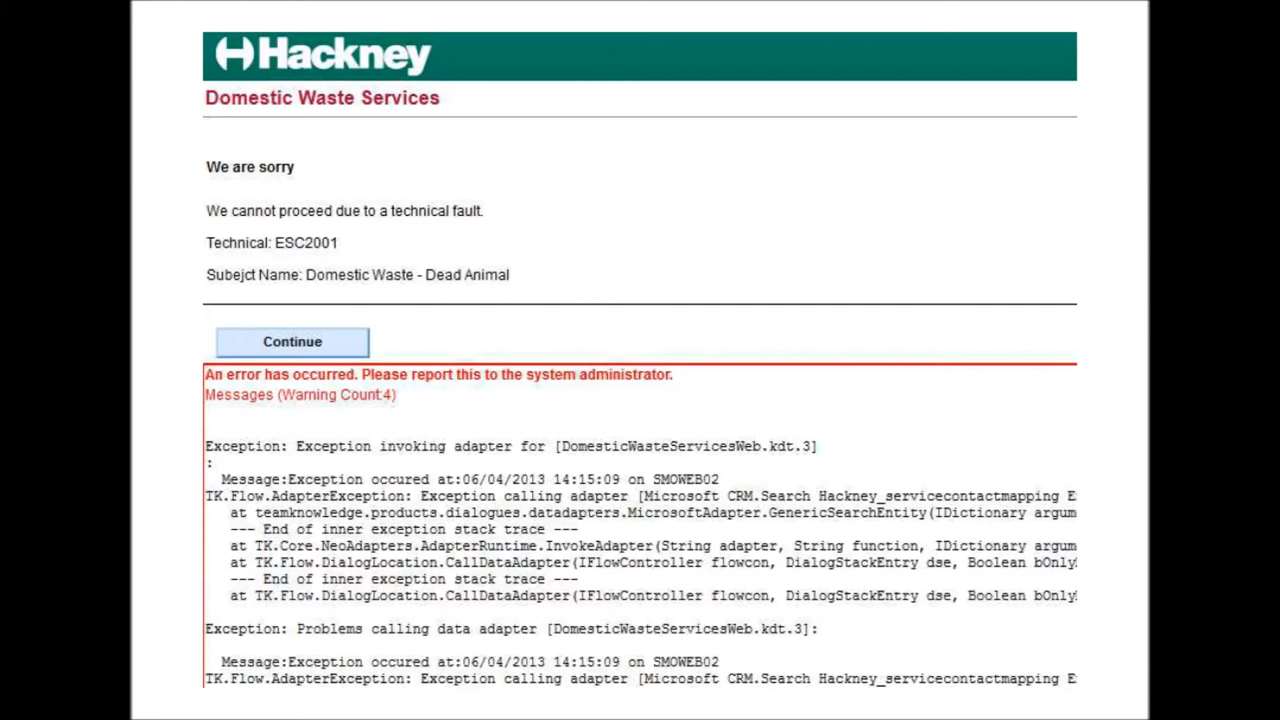 Hackney
Domestic Waste Services
We are sorry
We cannot proceed due to a technical fault.
Technical: ESC2001
Subejct Name: Domestic Waste - Dead Animal
Continue
An error has occurred. Please report this to the system administrator.
Messages (Warning Count:4)
Exception: Exception invoking adapter for [DomesticWasteServicesWeb.kdt.3]
:
Message:Exception occured at:06/04/2013 14:15:09 on SMOWEB02
TK.Flow.AdapterException: Exception calling adapter [Microsoft CRM.Search Hackney_servicecontactmapping E
at teamknowledge.products.dialogues.datadapters.MicrosoftAdapter.GenericSearchEntity(IDictionary argum
--- End of inner exception stack trace ---
at TK.Core.NeoAdapters.AdapterRuntime.InvokeAdapter(String adapter, String function, IDictionary argum
at TK.Flow.DialogLocation.CallDataAdapter(IFlowController flowcon, DialogStackEntry dse, Boolean bOnly
--- End of inner exception stack trace ---
at TK.Flow.DialogLocation.CallDataAdapter(IFlowController flowcon, DialogStackEntry dse, Boolean bOnly
Exception: Problems calling data adapter [DomesticWasteServicesWeb.kdt.3]:
Message:Exception occured at:06/04/2013 14:15:09 on SMOWEB02
TK.Flow.AdapterException: Exception calling adapter [Microsoft CRM.Search Hackney_servicecontactmapping E